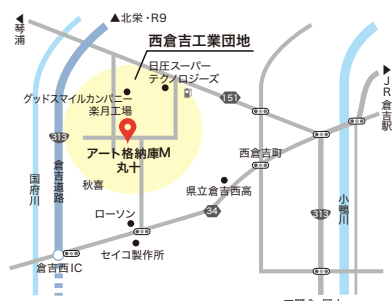 ▲北栄・R9
◀琴浦
西倉吉工業団地
日圧スーパー
テクノロジーズ
グッドスマイルカンパニー
楽月工場
151
▶JR倉吉駅
313
アート格納庫M
丸十
西倉吉町
倉吉道路
国府川
秋喜
県立倉吉西高
小鴨川
ローソン
34
313
セイコ製作所
倉吉西IC